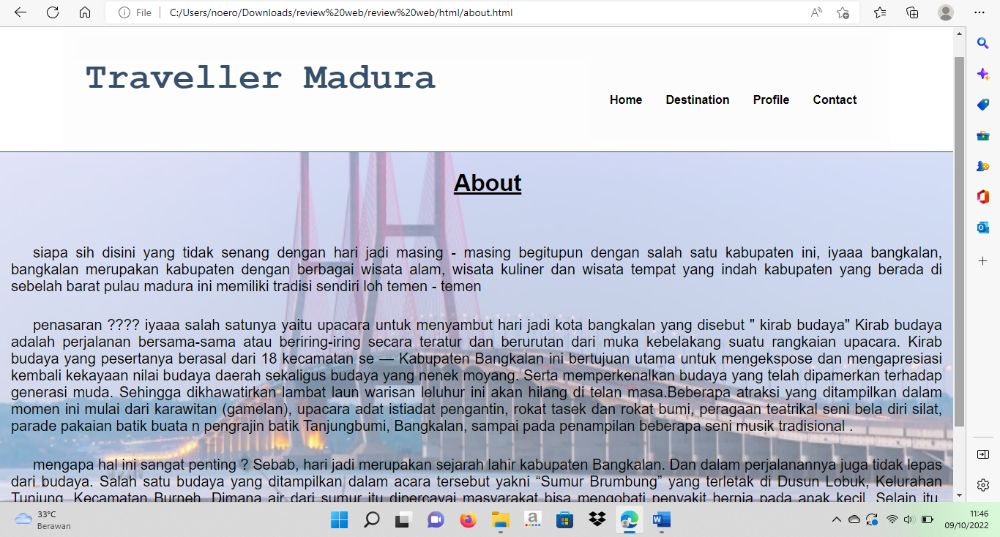 File
C:/Users/noero/Downloads/review%20web/review%20web/html/about.html
Traveller Madura
Home Destination Profile Contact
About
siapa sih disini yang tidak senang dengan hari jadi masing - masing begitupun dengan salah satu kabupaten ini, iyaaa bangkalan,
bangkalan merupakan kabupaten dengan berbagai wisata alam, wisata kuliner dan wisata tempat yang indah kabupaten yang berada di
sebelah barat pulau madura ini memiliki tradisi sendiri loh temen - temen
penasaran ???? iyaaa salah satunya yaitu upacara untuk menyambut hari jadi kota bangkalan yang disebut " kirab budaya" Kirab budaya
adalah perjalanan bersama-sama atau beriring-iring secara teratur dan berurutan dari muka kebelakang suatu rangkaian upacara. Kirab
budaya yang pesertanya berasal dari 18 kecamatan se — Kabupaten Bangkalan ini bertujuan utama untuk mengekspose dan mengapresiasi
kembali kekayaan nilai budaya daerah sekaligus budaya yang nenek moyang. Serta memperkenalkan budaya yang telah dipamerkan terhadap
generasi muda. Sehingga dikhawatirkan lambat laun warisan leluhur ini akan hilang di telan masa.Beberapa atraksi yang ditampilkan dalam
momen ini mulai dari karawitan (gamelan), upacara adat istiadat pengantin, rokat tasek dan rokat bumi, peragaan teatrikal seni bela diri silat,
parade pakaian batik buata n pengrajin batik Tanjungbumi, Bangkalan, sampai pada penampilan beberapa seni musik tradisional .
mengapa hal ini sangat penting ? Sebab, hari jadi merupakan sejarah lahir kabupaten Bangkalan. Dan dalam perjalanannya juga tidak lepas
dari budaya. Salah satu budaya yang ditampilkan dalam acara tersebut yakni “Sumur Brumbung” yang terletak di Dusun Lobuk, Kelurahan
Tunjung, Kecamatan Burneh. Dimana air dari sumur itu dipercayai masyarakat bisa mengobati penyakit hernia pada anak kecil. Selain itu,
33°C
Berawan
11:46
09/10/2022